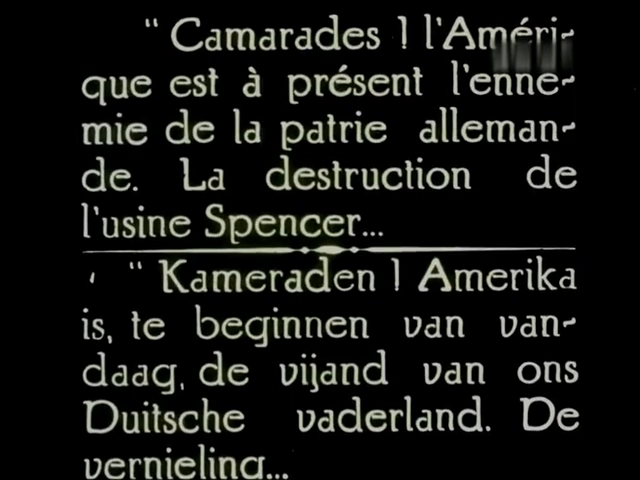 " Camarades ! l'Améri-
que est à présent l'enne-
mie de la patrie alleman-
de. La destruction de
l'usine Spencer...
" Kameraden ! Amerika
is, te beginnen van van-
daag, de vijand van ons
Duitsche vaderland. De
vernieling...